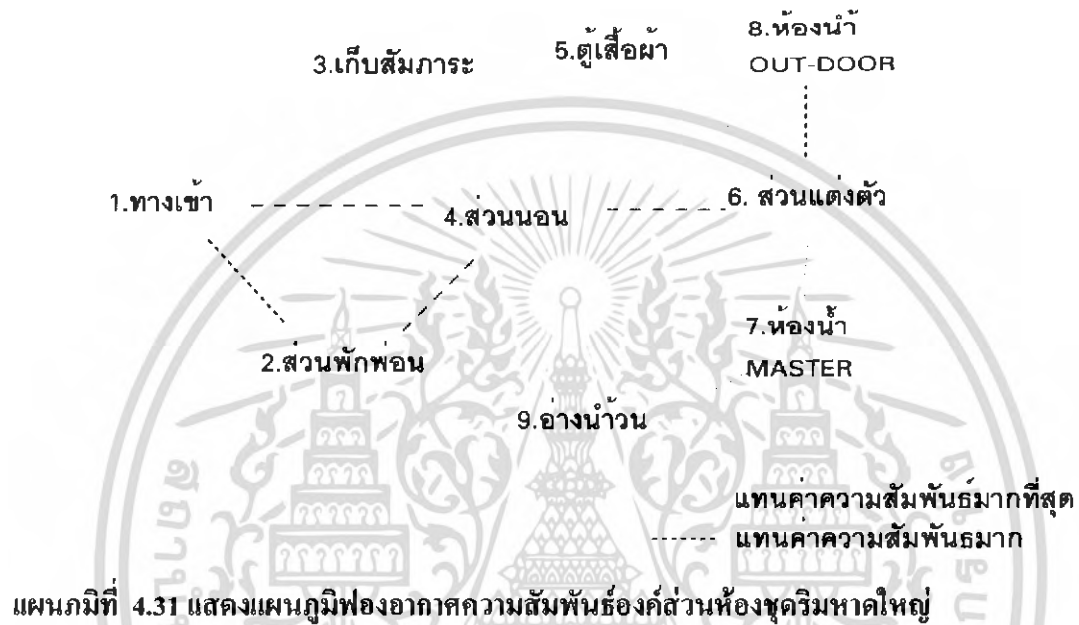 8.ห้องน้ำ
OUT-DOOR
5.ตู้เสื้อผ้า
3.เก็บสัมภาระ
1.ทางเข้า
4.ส่วนนอน
6. ส่วนแต่งตัว
2.ส่วนพักพ่อน
7.ห้องน้ำ
MASTER
9.อ่างน้ำวน
แทนค่าความสัมพันธ์มากที่สุด
แทนค่าความสัมพันธมาก
แผนภมิที่ 4.31 แสดงแผนภูมิฟองอากาศความสัมพันธ์องค์ส่วนห้องชุดริมหาดใหญ่